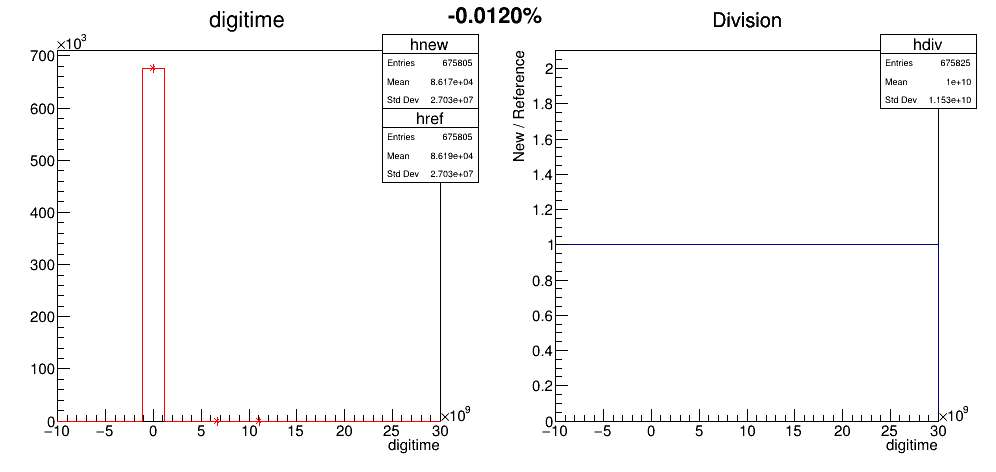 -0.0120%
digitime
×10³
hnew
Entries 675805
Mean 8.617e+04
Std Dev 2.703e+07
href
Entries 675805
Mean 8.619e+04
Std Dev 2.703e+07
700
600
500
400
300
200
100
0
−10 −5 0 5 10 15 20 25 30
×10⁹
digitime
Division
hdiv
Entries 675825
Mean 1e+10
Std Dev 1.153e+10
New / Reference
2
1.8
1.6
1.4
1.2
1
0.8
0.6
0.4
0.2
0
−10 −5 0 5 10 15 20 25 30
×10⁹
digitime